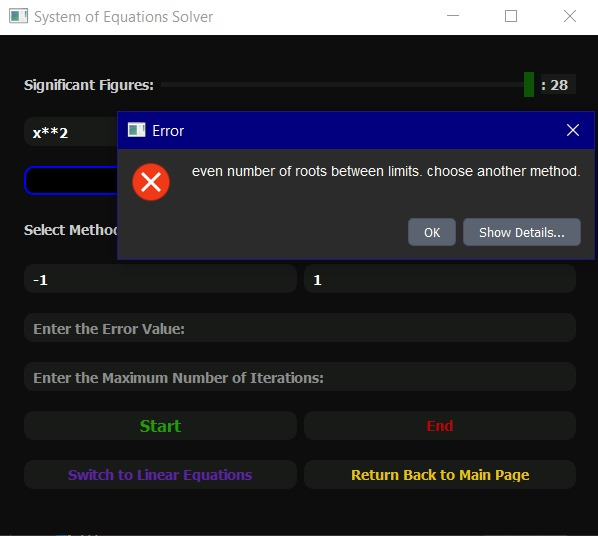 System of Equations Solver
Significant Figures:
: 28
x**2
Error
even number of roots between limits. choose another method.
OK
Show Details...
-1
1
Enter the Error Value:
Enter the Maximum Number of Iterations:
Start
End
Switch to Linear Equations
Return Back to Main Page